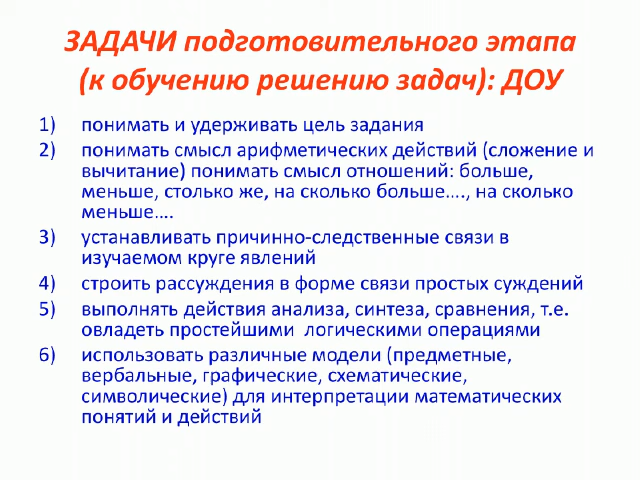 ЗАДАЧИ подготовительного этапа
(к обучению решению задач): ДОУ
1) понимать и удерживать цель задания
2) понимать смысл арифметических действий (сложение и
вычитание) понимать смысл отношений: больше,
меньше, столько же, на сколько больше…., на сколько
меньше….
3) устанавливать причинно-следственные связи в
изучаемом круге явлений
4) строить рассуждения в форме связи простых суждений
5) выполнять действия анализа, синтеза, сравнения, т.е.
овладеть простейшими  логическими операциями
6) использовать различные модели (предметные,
вербальные, графические, схематические,
символические) для интерпретации математических
понятий и действий